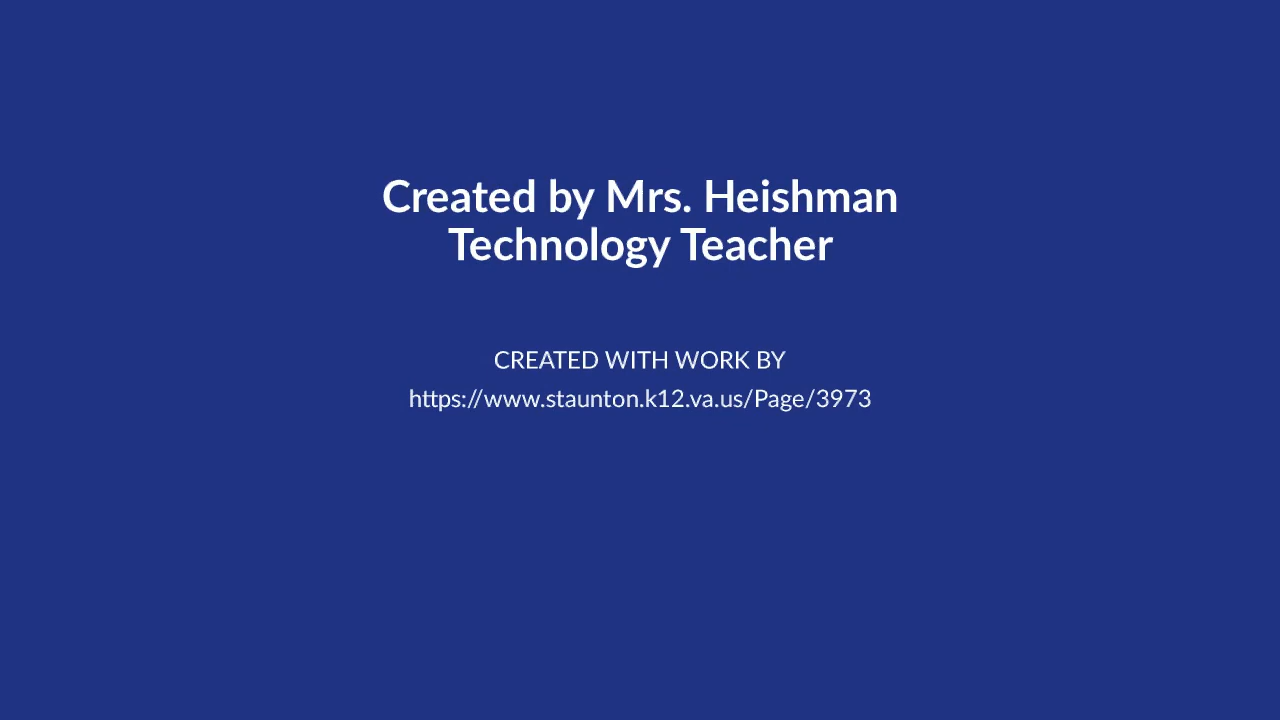 Created by Mrs. Heishman
Technology Teacher
CREATED WITH WORK BY
https://www.staunton.k12.va.us/Page/3973